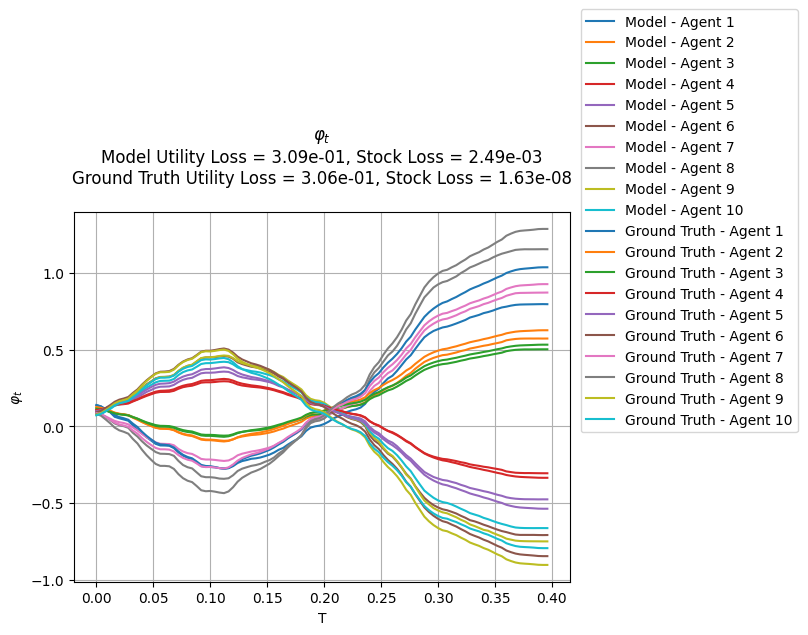 φt
Model Utility Loss = 3.09e-01, Stock Loss = 2.49e-03
Ground Truth Utility Loss = 3.06e-01, Stock Loss = 1.63e-08
Model - Agent 1
Model - Agent 2
Model - Agent 3
Model - Agent 4
Model - Agent 5
Model - Agent 6
Model - Agent 7
Model - Agent 8
Model - Agent 9
Model - Agent 10
Ground Truth - Agent 1
Ground Truth - Agent 2
Ground Truth - Agent 3
Ground Truth - Agent 4
Ground Truth - Agent 5
Ground Truth - Agent 6
Ground Truth - Agent 7
Ground Truth - Agent 8
Ground Truth - Agent 9
Ground Truth - Agent 10
φt
1.0
0.5
0.0
−0.5
−1.0
0.00 0.05 0.10 0.15 0.20 0.25 0.30 0.35 0.40
T